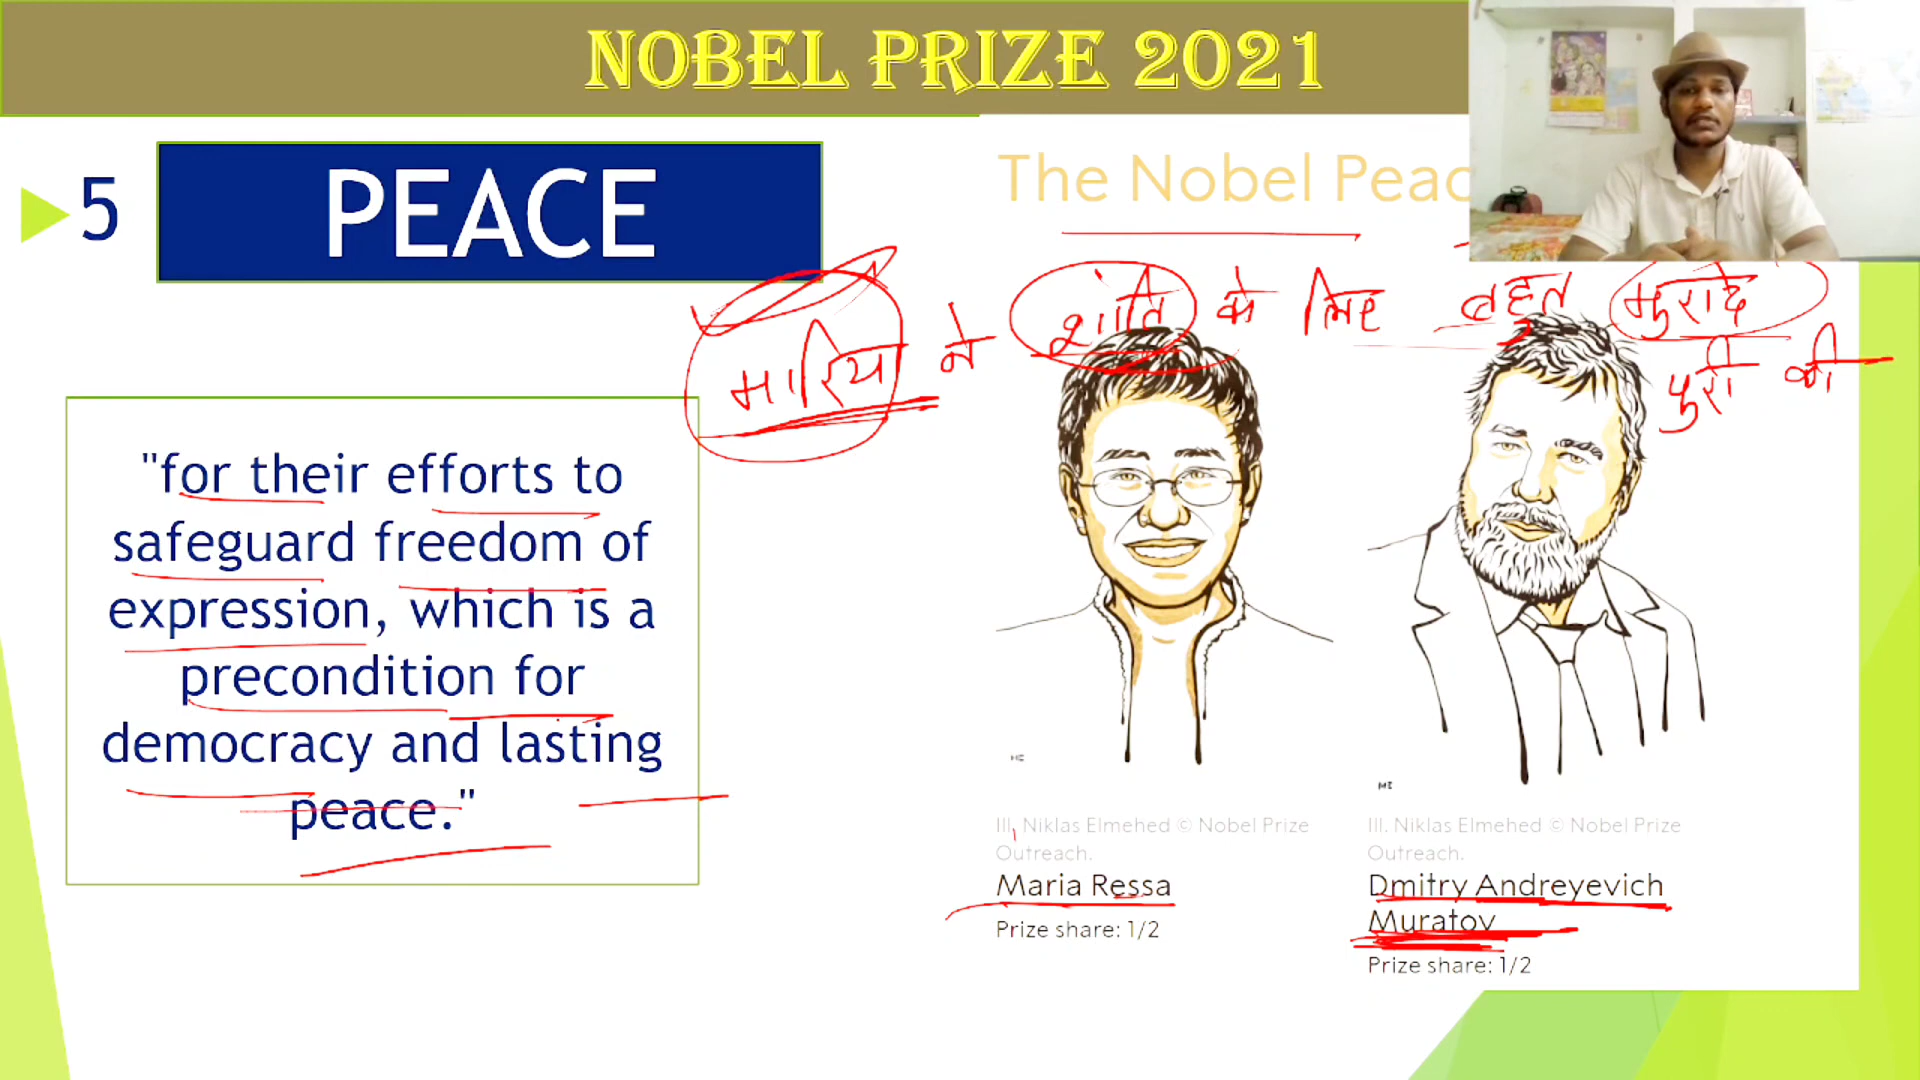 NOBEL PRIZE 2021
5
PEACE
The Nobel Peac
मारिय ने शांति के लिए बहुत मुरादे
पुरी की
"for their efforts to
safeguard freedom of
expression, which is a
precondition for
democracy and lasting
peace."
Ill. Niklas Elmehed © Nobel Prize
Outreach.
Maria Ressa
Prize share: 1/2
Ill. Niklas Elmehed © Nobel Prize
Outreach.
Dmitry Andreyevich
Muratov
Prize share: 1/2